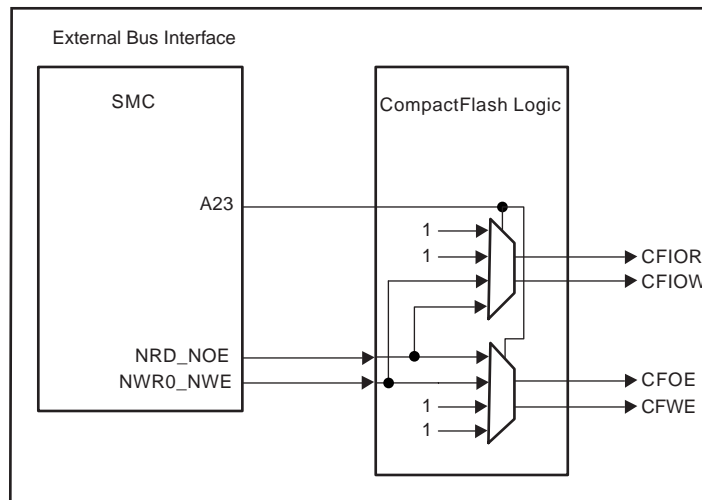 External Bus Interface
SMC
CompactFlash Logic
A23
1
1
CFIOR
CFIOW
NRD_NOE
NWR0_NWE
CFOE
1
CFWE
1